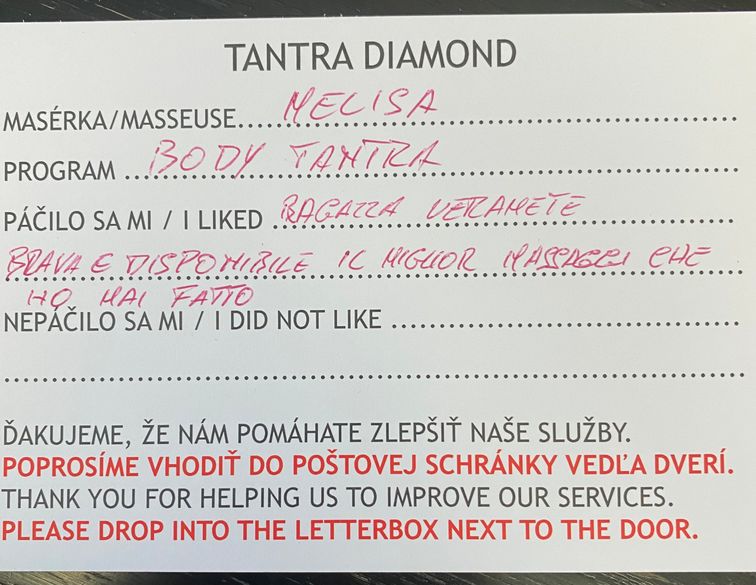 TANTRA DIAMOND
MASÉRKA/MASSEUSE.... MELISA
PROGRAM ... BODY TANTRA
PÁČILO SA MI / I LIKED ... RAGAZZA VERAMETE
BRAVA E DISPONIBILE IL MIGLIOR MASSAGGI CHE
HO MAI FATTO
NEPÁČILO SA MI / I DID NOT LIKE ................................................
................................................................................................
ĎAKUJEME, ŽE NÁM POMÁHATE ZLEPŠIŤ NAŠE SLUŽBY.
POPROSÍME VHODIŤ DO POŠTOVEJ SCHRÁNKY VEDĽA DVERÍ.
THANK YOU FOR HELPING US TO IMPROVE OUR SERVICES.
PLEASE DROP INTO THE LETTERBOX NEXT TO THE DOOR.